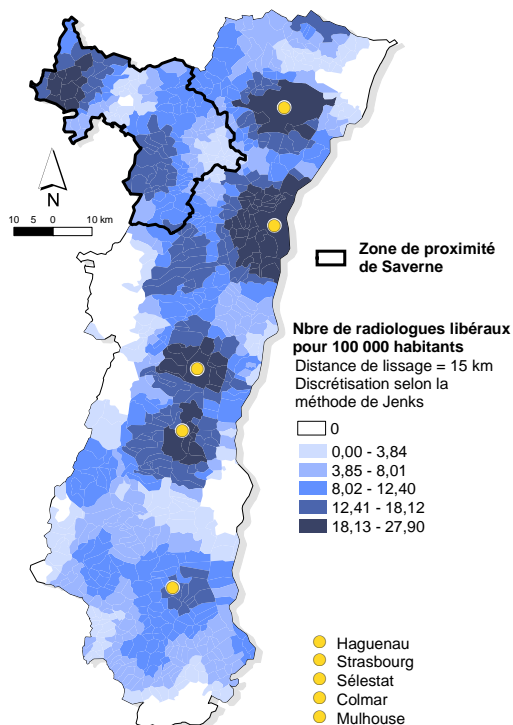 N
10 5 0 10 km
Zone de proximité
de Saverne
Nbre de radiologues libéraux
pour 100 000 habitants
Distance de lissage = 15 km
Discrétisation selon la
méthode de Jenks
0
0,00 - 3,84
3,85 - 8,01
8,02 - 12,40
12,41 - 18,12
18,13 - 27,90
Haguenau
Strasbourg
Sélestat
Colmar
Mulhouse